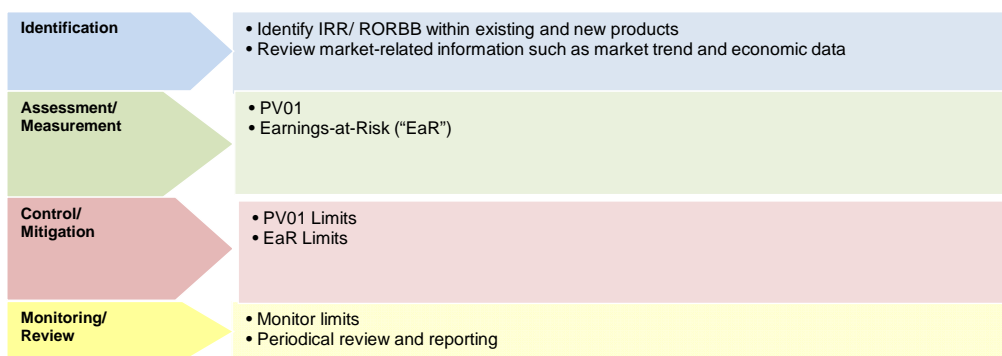 Identification
• Identify IRR/ RORBB within existing and new products
• Review market-related information such as market trend and economic data
Assessment/
Measurement
• PV01
• Earnings-at-Risk (“EaR”)
Control/
Mitigation
• PV01 Limits
• EaR Limits
Monitoring/
Review
• Monitor limits
• Periodical review and reporting